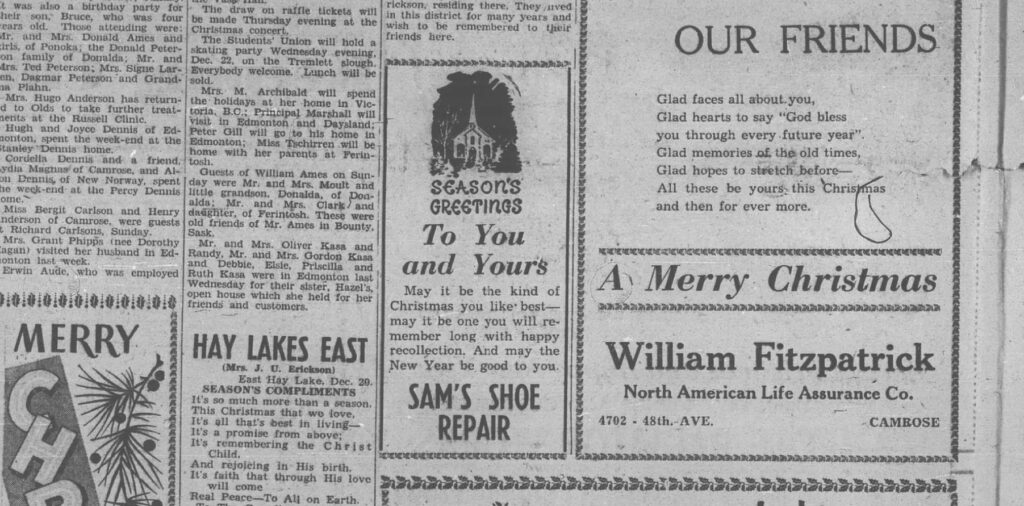 It was also a birthday party for
their son, Bruce, who was four
years old. Those attending were:
Mr. and Mrs. Donald Ames and
girls, of Ponoka; the Donald Peter-
son family of Donalda; Mr. and
Mrs. Ted Peterson; Mrs. Signe Lar-
sen, Dagmar Peterson and Grand-
ma Plahn.
Mrs. Hugo Anderson has return-
ed to Olds to take further treat-
ments at the Russell Clinic.
Hugh and Joyce Dennis of Ed-
monton, spent the week-end at the
Stanley Dennis home.
Cordella Dennis and a friend,
Lydia Maghas of Camrose, and Al-
on Dennis, of New Norway, spent
the week-end at the Percy Dennis
home.
Miss Bergit Carlson and Henry
Anderson of Camrose, were guests
at Richard Carlsons, Sunday.
Mrs. Grant Phipps (nee Dorothy
agan) visited her husband in Ed-
monton last week.
Erwin Aude, who was employed
MERRY
CHR
The draw on raffle tickets will
be made Thursday evening at the
Christmas concert.
The Students' Union will hold a
skating party Wednesday evening,
Dec. 22, on the Tremlett slough.
Everybody welcome. Lunch will be
sold.
Mrs. M. Archibald will spend
the holidays at her home in Vic-
toria, B.C.; Principal Marshall will
visit in Edmonton and Daysland;
Peter Gill will go to his home in
Edmonton; Miss Tschirren will be
home with her parents at Ferin-
tosh.
Guests of William Ames on Sun-
day were Mr. and Mrs. Moult and
little grandson, Donalda, of Don-
alda; Mr. and Mrs. Clark and
daughter, of Ferintosh. These were
old friends of Mr. Ames in Bounty,
Sask.
Mr. and Mrs. Oliver Kasa and
Randy, Mr. and Mrs. Gordon Kasa
and Debbie, Elsie, Priscilla and
Ruth Kasa were in Edmonton last
Wednesday for their sister, Hazel's,
open house which she held for her
friends and customers.
HAY LAKES EAST
(Mrs. J. U. Erickson)
East Hay Lake, Dec. 20.
SEASON'S COMPLIMENTS
It's so much more than a season.
This Christmas that we love,
It's all that's best in living—
It's a promise from above;
It's remembering the Christ
Child,
And rejoicing in His birth.
It's faith that through His love
will come
Real Peace—To All on Earth.
rickson, residing there. They lived
in this district for many years and
wish to be remembered to their
friends here.
SEASON'S
GREETINGS
To You
and Yours
May it be the kind of
Christmas you like best—
may it be one you will re-
member long with happy
recollection. And may the
New Year be good to you.
SAM'S SHOE
REPAIR
OUR FRIENDS
Glad faces all about you,
Glad hearts to say "God bless
you through every future year".
Glad memories of the old times,
Glad hopes to stretch before—
All these be yours, this Christmas
and then for ever more.
A Merry Christmas
William Fitzpatrick
North American Life Assurance Co.
4702 - 48th. AVE. CAMROSE